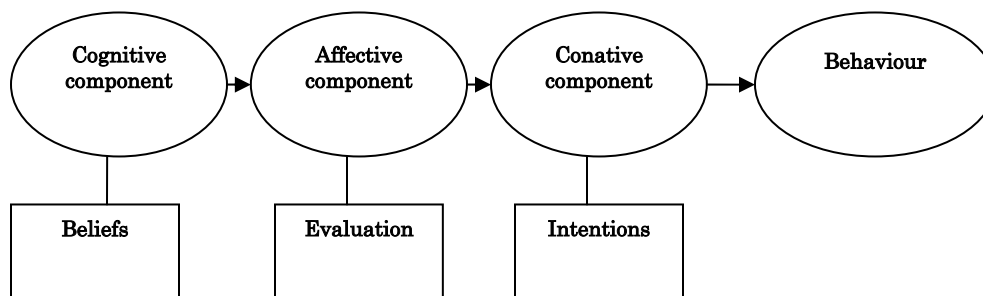 Cognitive
component
Affective
component
Conative
component
Behaviour
Beliefs
Evaluation
Intentions